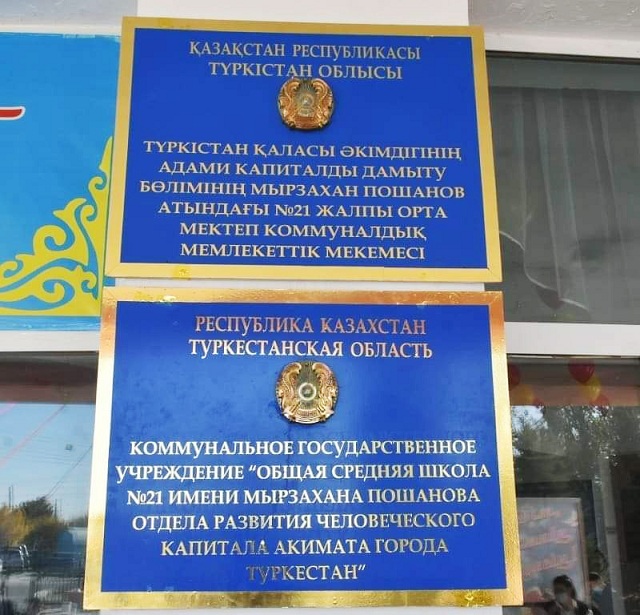 ҚАЗАҚСТАН РЕСПУБЛИКАСЫ
ТҮРКІСТАН ОБЛЫСЫ
ТҮРКІСТАН ҚАЛАСЫ ӘКІМДІГІНІҢ
АДАМИ КАПИТАЛДЫ ДАМЫТУ
БӨЛІМІНІҢ МЫРЗАХАН ПОШАНОВ
АТЫНДАҒЫ №21 ЖАЛПЫ ОРТА
МЕКТЕП КОММУНАЛДЫҚ
МЕМЛЕКЕТТІК МЕКЕМЕСІ
РЕСПУБЛИКА КАЗАХСТАН
ТУРКЕСТАНСКАЯ ОБЛАСТЬ
КОММУНАЛЬНОЕ ГОСУДАРСТВЕННОЕ
УЧРЕЖДЕНИЕ “ОБЩАЯ СРЕДНЯЯ ШКОЛА
№21 ИМЕНИ МЫРЗАХАНА ПОШАНОВА
ОТДЕЛА РАЗВИТИЯ ЧЕЛОВЕЧЕСКОГО
КАПИТАЛА АКИМАТА ГОРОДА
ТУРКЕСТАН”